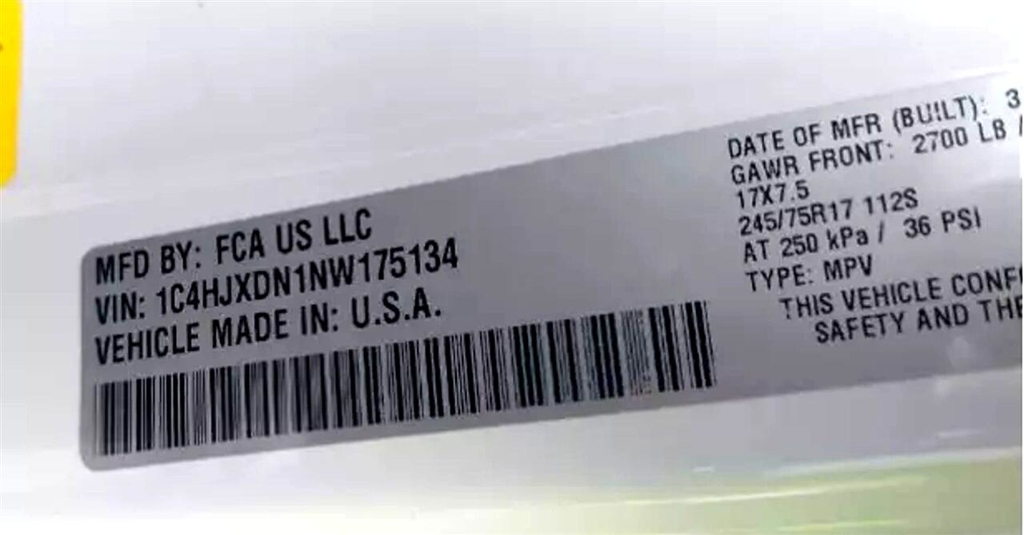 MFD BY: FCA US LLC
VIN: 1C4HJXDN1NW175134
VEHICLE MADE IN: U.S.A.
DATE OF MFR (BUILT): 3
GAWR FRONT: 2700 LB /
17X7.5
245/75R17 112S
AT 250 kPa / 36 PSI
TYPE: MPV
THIS VEHICLE CONF
SAFETY AND THE